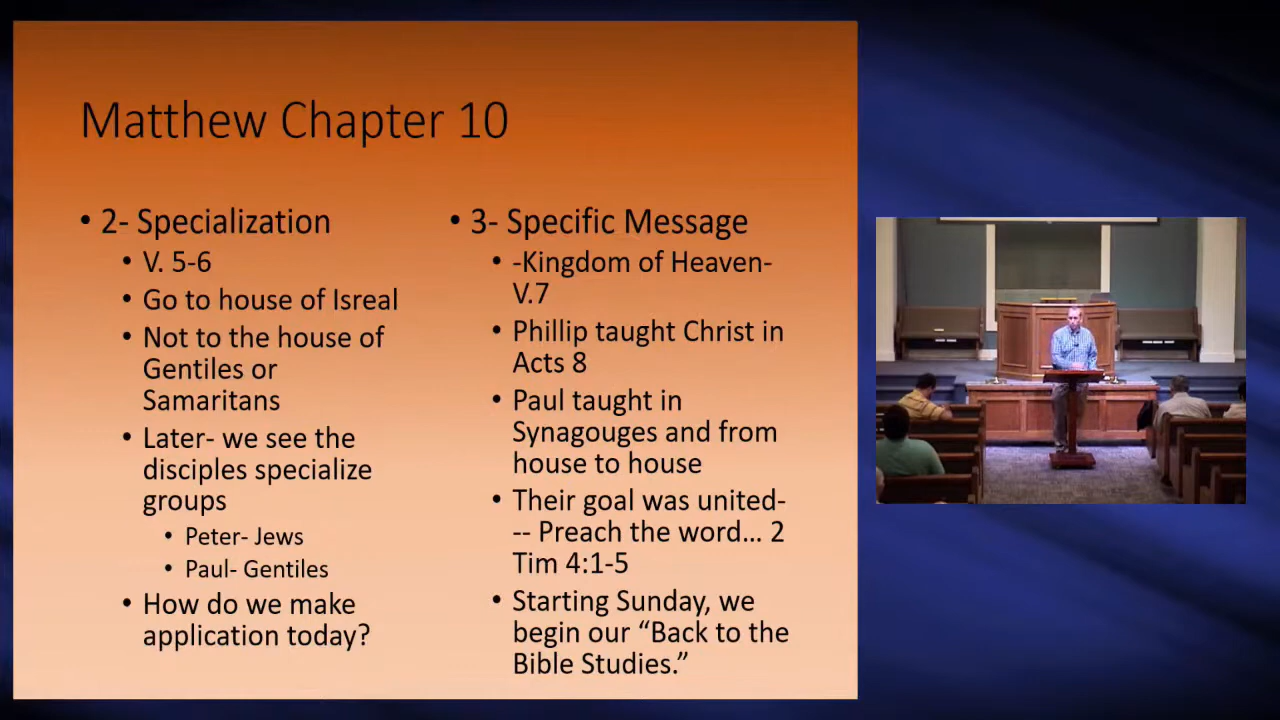 Matthew Chapter 10
• 2- Specialization
• V. 5-6
• Go to house of Isreal
• Not to the house of
Gentiles or
Samaritans
• Later- we see the
disciples specialize
groups
• Peter- Jews
• Paul- Gentiles
• How do we make
application today?
• 3- Specific Message
• -Kingdom of Heaven-
V.7
• Phillip taught Christ in
Acts 8
• Paul taught in
Synagouges and from
house to house
• Their goal was united-
-- Preach the word... 2
Tim 4:1-5
• Starting Sunday, we
begin our “Back to the
Bible Studies.”